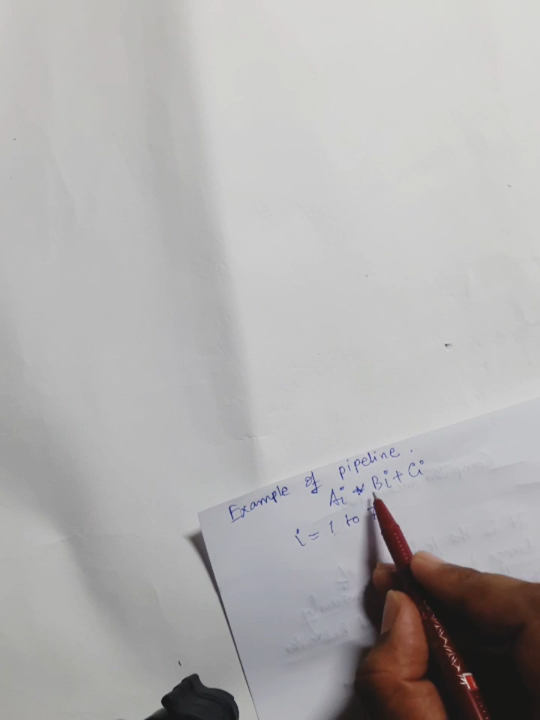 Example of pipeline.
Ai * Bi + Ci
i = 1 to